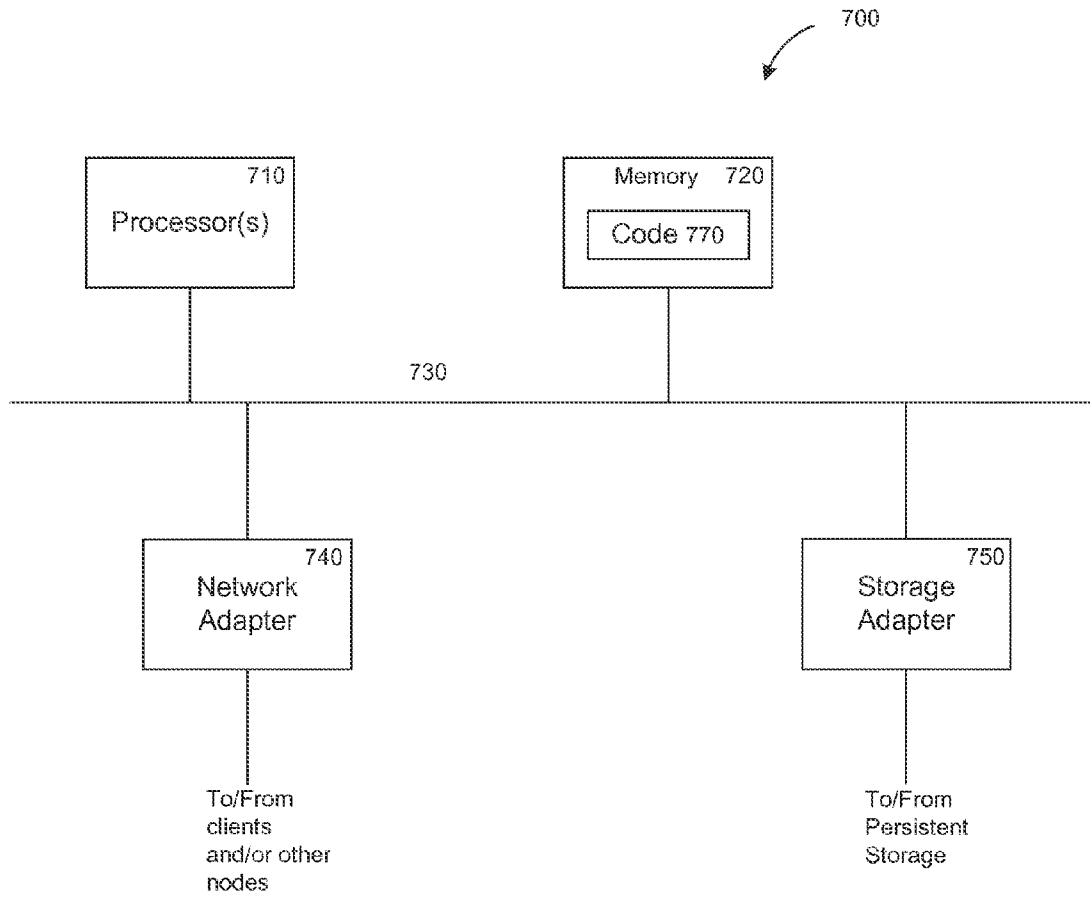 700
710
Processor(s)
Memory 720
Code 770
730
740
Network
Adapter
750
Storage
Adapter
To/From
clients
and/or other
nodes
To/From
Persistent
Storage